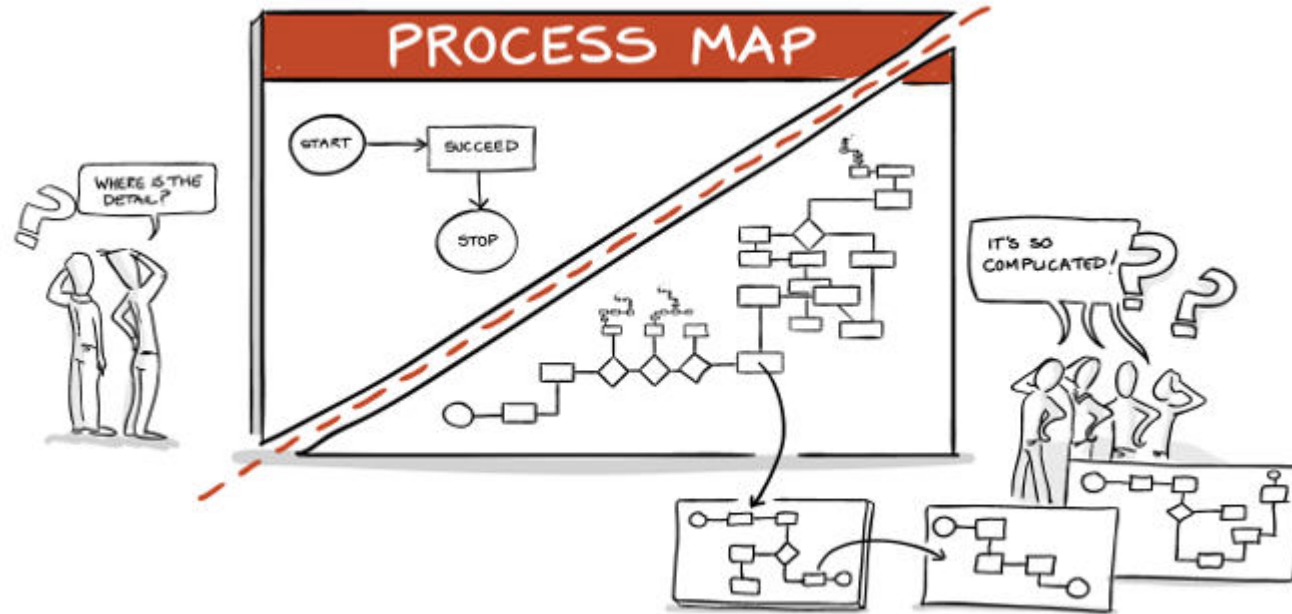 PROCESS MAP
START
SUCCEED
STOP
WHERE IS THE
DETAIL?
IT'S SO
COMPLICATED!